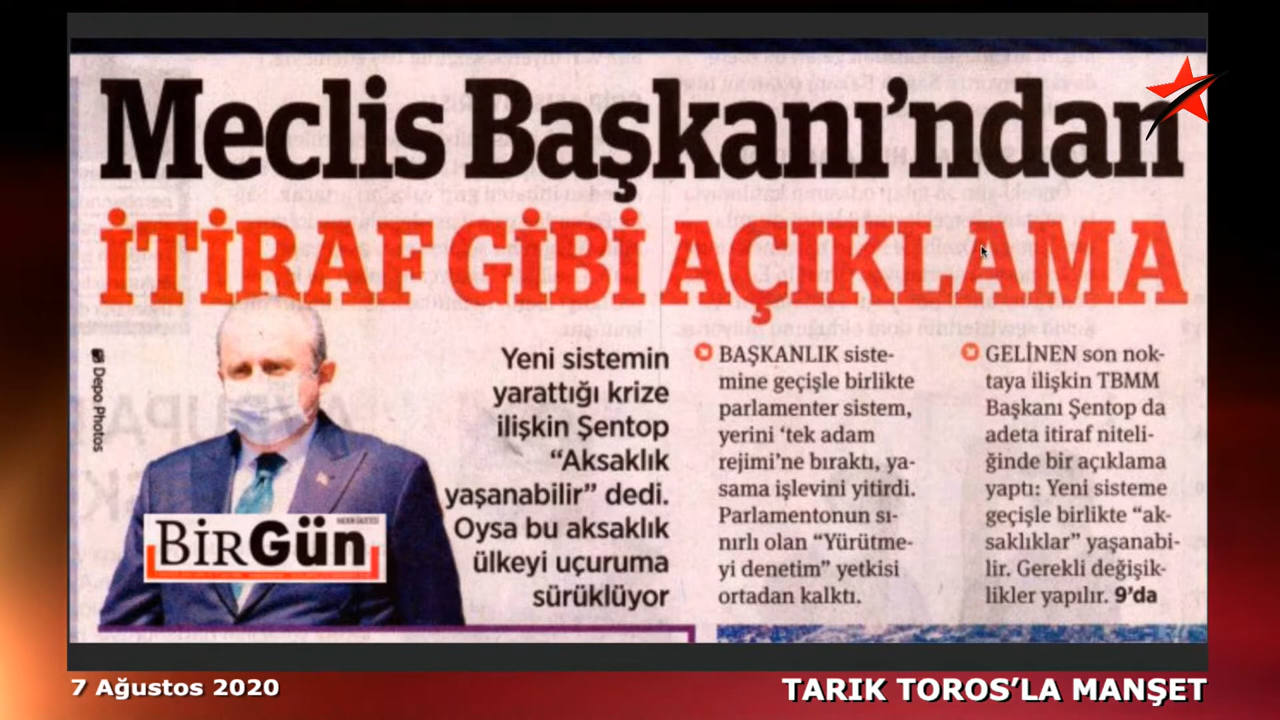 Meclis Başkanı’ndan
İTİRAF GİBİ AÇIKLAMA
Depo Photos
BİRGün
Yeni sistemin
yarattığı krize
ilişkin Şentop
“Aksaklık
yaşanabilir” dedi.
Oysa bu aksaklık
ülkeyi uçuruma
sürüklüyor
BAŞKANLIK siste-
mine geçişle birlikte
parlamenter sistem,
yerini ‘tek adam
rejimi’ne bıraktı, ya-
sama işlevini yitirdi.
Parlamentonun sı-
nırlı olan “Yürütme-
yi denetim” yetkisi
ortadan kalktı.
GELİNEN son nok-
taya ilişkin TBMM
Başkanı Şentop da
adeta itiraf niteli-
ğinde bir açıklama
yaptı: Yeni sisteme
geçişle birlikte “ak-
saklıklar” yaşanabi-
lir. Gerekli değişik-
likler yapılır. 9’da
7 Ağustos 2020
TARIK TOROS’LA MANŞET